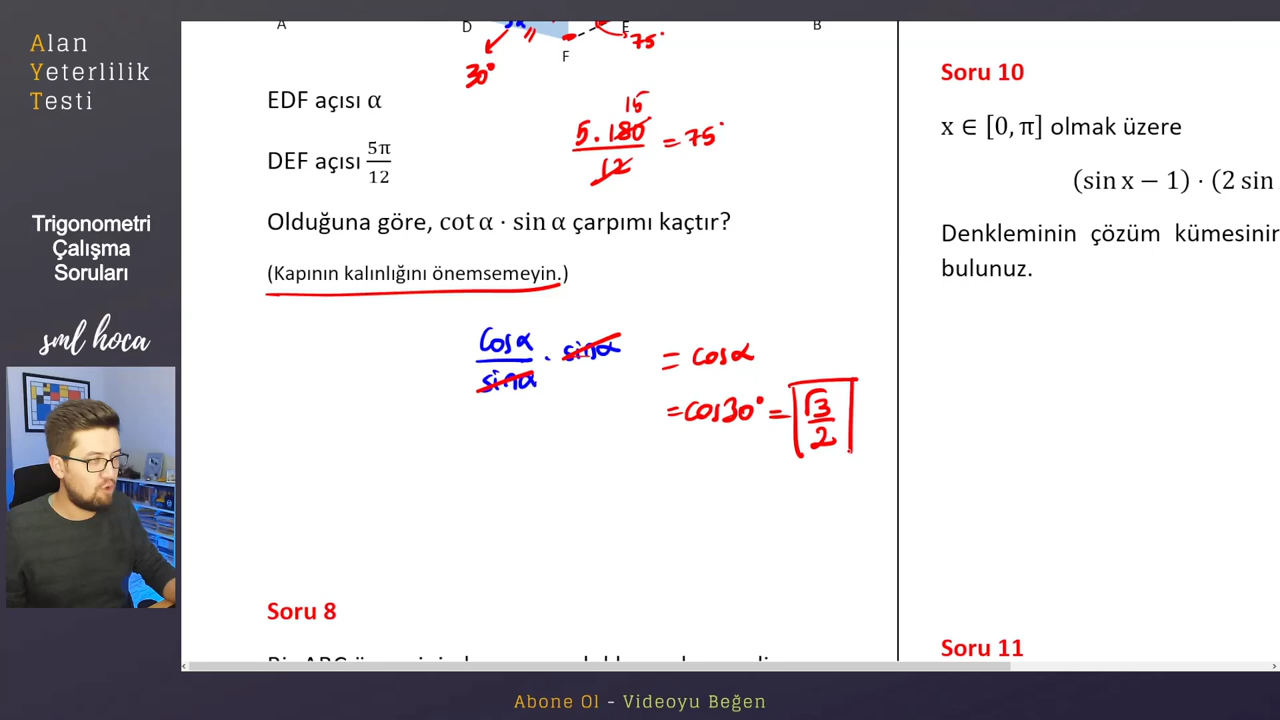 Alan
Yeterlilik
Testi
Trigonometri
Çalışma
Soruları
sml hoca
A
D
E
B
F
30°
75°
EDF açısı α
DEF açısı 5π/12
5.180/12 = 75°
15
Olduğuna göre, cot α · sin α çarpımı kaçtır?
(Kapının kalınlığını önemsemeyin.)
cosα/sinα · sinα = cosα
= cos30° = √3/2
Soru 8
Soru 10
x ∈ [0, π] olmak üzere
(sin x − 1) · (2 sin
Denkleminin çözüm kümesinin
bulunuz.
Soru 11
Abone Ol - Videoyu Beğen